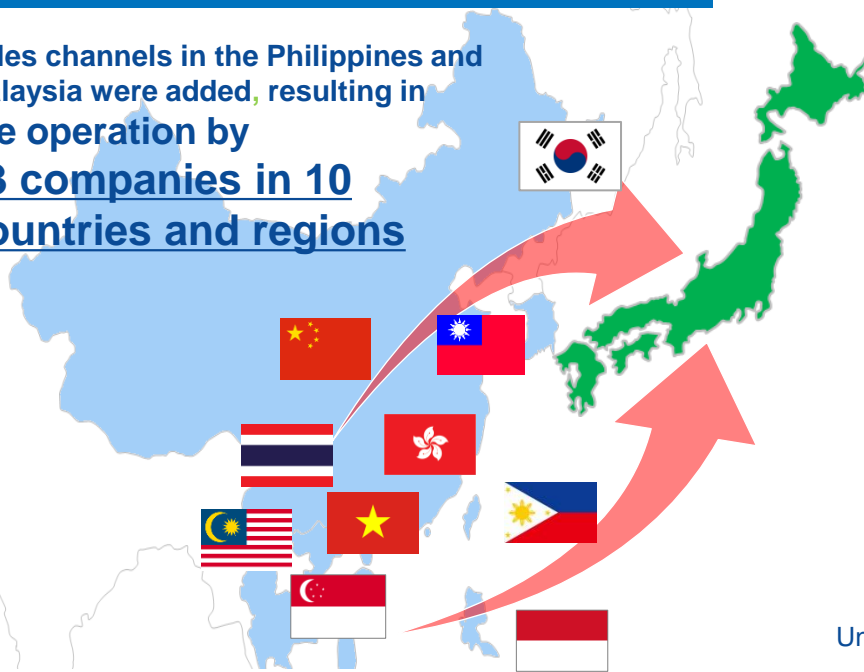 les channels in the Philippines and
laysia were added, resulting in
e operation by
3 companies in 10
ountries and regions
Ur